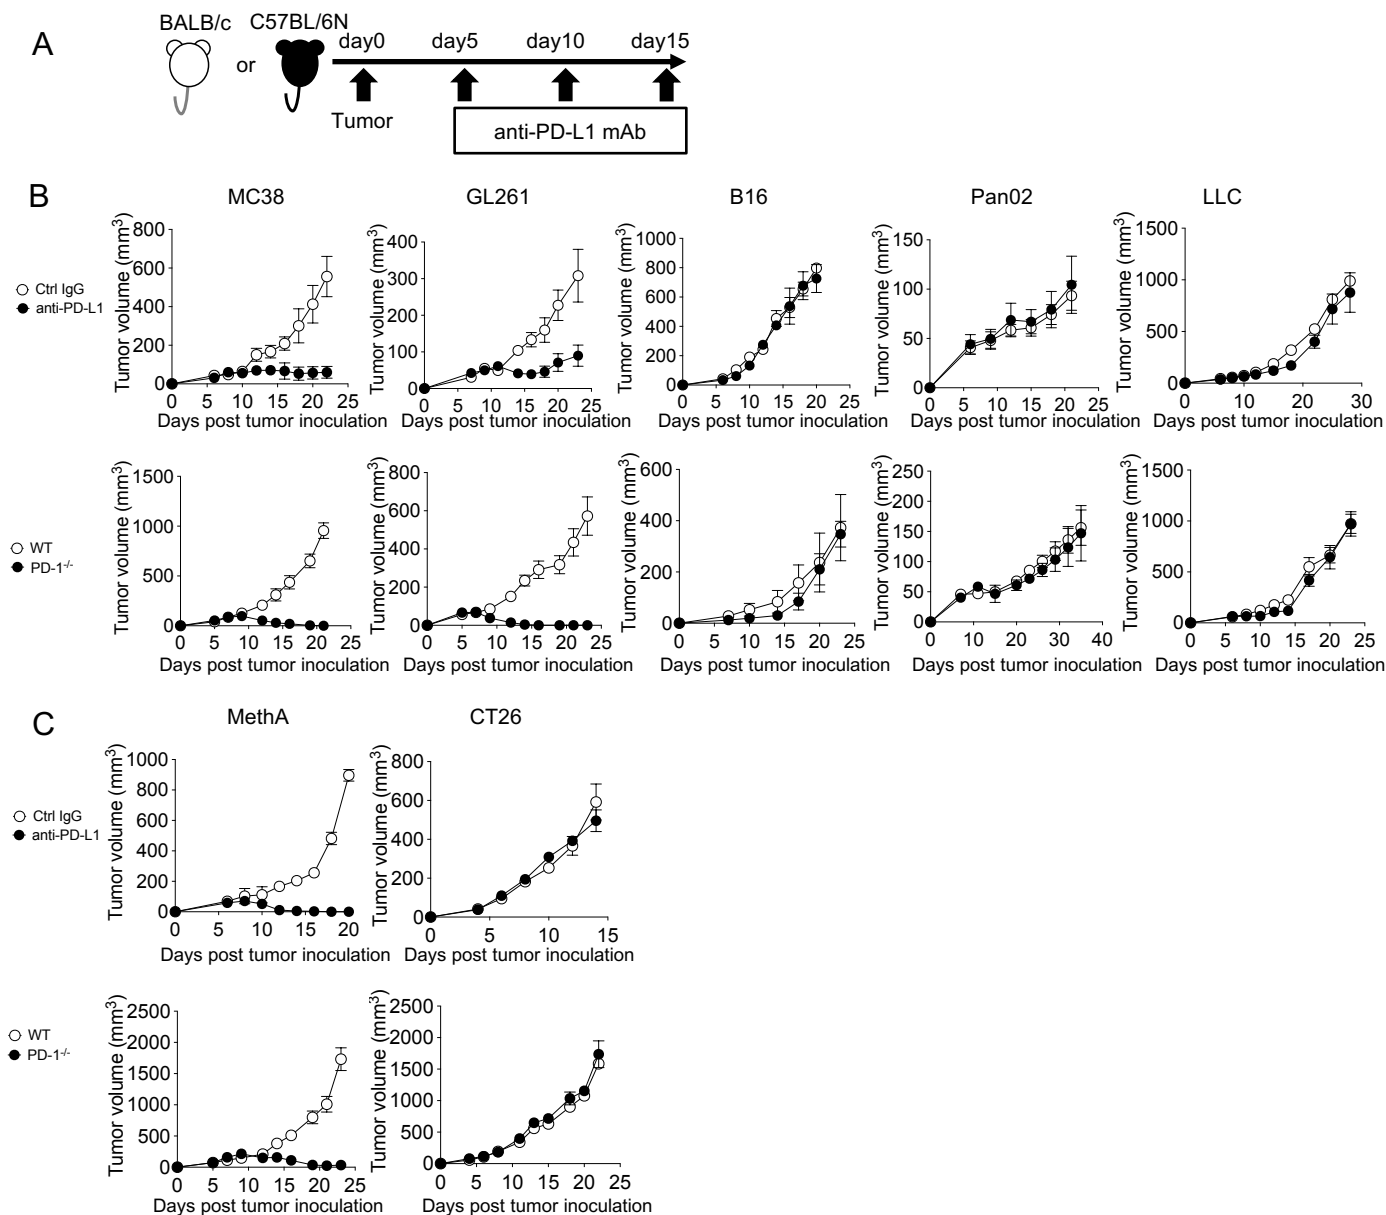 A
BALB/c
or
C57BL/6N
day0
day5
day10
day15
Tumor
anti-PD-L1 mAb
B
MC38
GL261
B16
Pan02
LLC
Ctrl IgG
anti-PD-L1
Tumor volume (mm³)
800
600
400
200
0
0 5 10 15 20 25
Days post tumor inoculation
Tumor volume (mm³)
400
300
200
100
0
0 5 10 15 20 25
Days post tumor inoculation
Tumor volume (mm³)
1000
800
600
400
200
0
0 5 10 15 20 25
Days post tumor inoculation
Tumor volume (mm³)
150
100
50
0
0 5 10 15 20 25
Days post tumor inoculation
Tumor volume (mm³)
1500
1000
500
0
0 10 20 30
Days post tumor inoculation
WT
PD-1-/-
Tumor volume (mm³)
1500
1000
500
0
0 5 10 15 20 25
Days post tumor inoculation
Tumor volume (mm³)
800
600
400
200
0
0 5 10 15 20 25
Days post tumor inoculation
Tumor volume (mm³)
600
400
200
0
0 5 10 15 20 25
Days post tumor inoculation
Tumor volume (mm³)
250
200
150
100
50
0
0 10 20 30 40
Days post tumor inoculation
Tumor volume (mm³)
1500
1000
500
0
0 5 10 15 20 25
Days post tumor inoculation
C
MethA
CT26
Ctrl IgG
anti-PD-L1
Tumor volume (mm³)
1000
800
600
400
200
0
0 5 10 15 20
Days post tumor inoculation
Tumor volume (mm³)
800
600
400
200
0
0 5 10 15
Days post tumor inoculation
WT
PD-1-/-
Tumor volume (mm³)
2500
2000
1500
1000
500
0
0 5 10 15 20 25
Days post tumor inoculation
Tumor volume (mm³)
2500
2000
1500
1000
500
0
0 5 10 15 20 25
Days post tumor inoculation